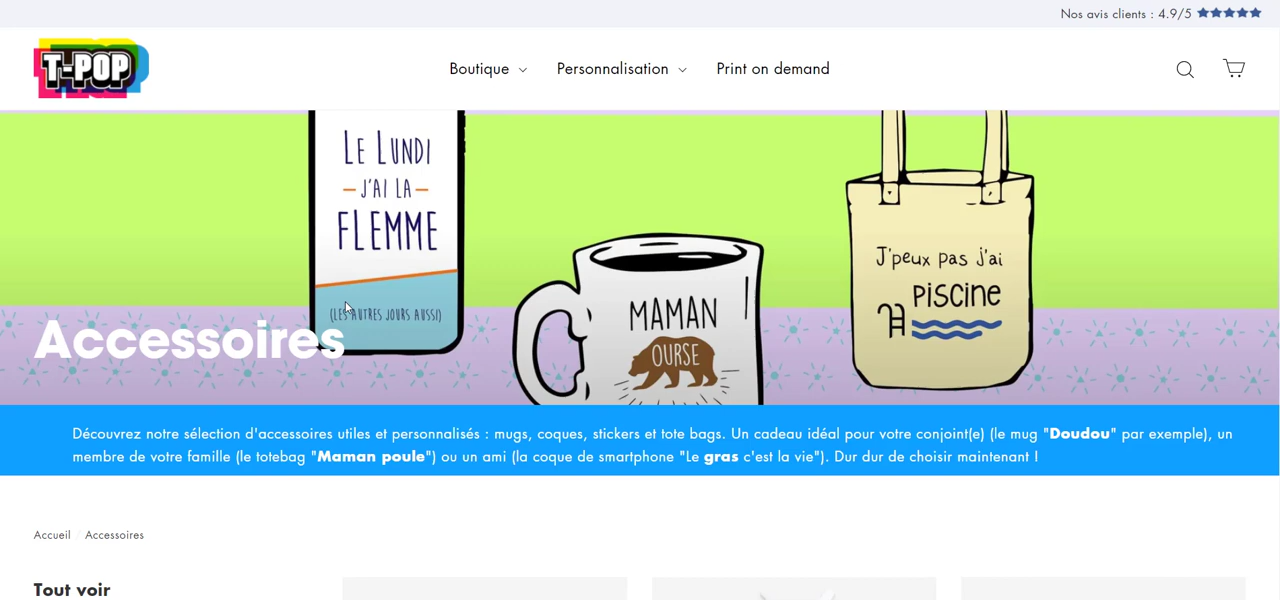 Nos avis clients : 4.9/5
T-POP
Boutique
Personnalisation
Print on demand
LE LUNDI
J'AI LA
FLEMME
(LES AUTRES JOURS AUSSI)
MAMAN
OURSE
J'peux pas j'ai
piscine
Accessoires
Découvrez notre sélection d'accessoires utiles et personnalisés : mugs, coques, stickers et tote bags. Un cadeau idéal pour votre conjoint(e) (le mug "Doudou" par exemple), un
membre de votre famille (le totebag "Maman poule") ou un ami (la coque de smartphone "Le gras c'est la vie"). Dur dur de choisir maintenant !
Accueil / Accessoires
Tout voir